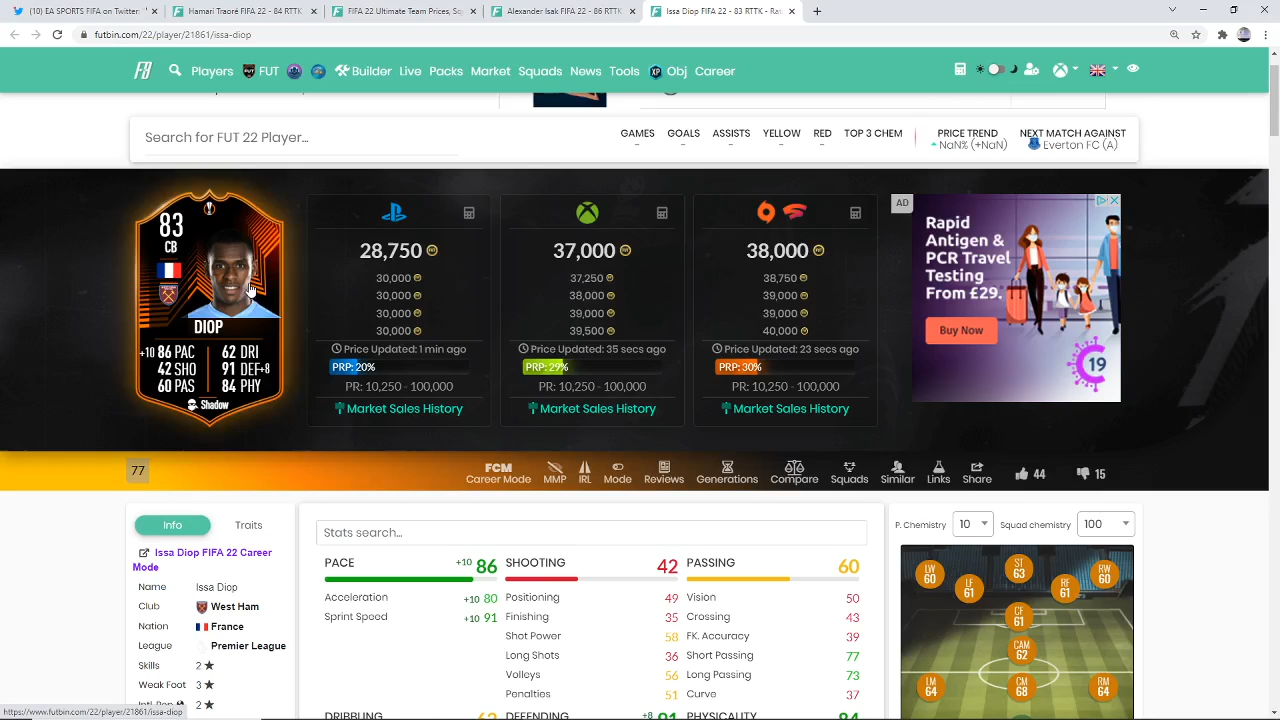 EA SPORTS FIFA on Twitter: "
Hamari Traoré FIFA 22 - 84 RTTK
FIFA 22 Ultimate Team Prices, Sq
Alexander Isak FIFA 22 - 86 RTTK
Issa Diop FIFA 22 - 83 RTTK - Rat
futbin.com/22/player/21861/issa-diop
Players FUT Builder Live Packs Market Squads News Tools XP Obj Career
Search for FUT 22 Player...
GAMES GOALS ASSISTS YELLOW RED TOP 3 CHEM PRICE TREND NEXT MATCH AGAINST
- - - - - - NaN% (+NaN) Everton FC (A)
83
CB
DIOP
+10 86 PAC 62 DRI
42 SHO 91 DEF+8
60 PAS 84 PHY
Shadow
28,750
30,000
30,000
30,000
30,000
Price Updated: 1 min ago
PRP: 20%
PR: 10,250 - 100,000
Market Sales History
37,000
37,250
38,000
39,000
39,500
Price Updated: 35 secs ago
PRP: 29%
PR: 10,250 - 100,000
Market Sales History
38,000
38,750
39,000
39,000
40,000
Price Updated: 23 secs ago
PRP: 30%
PR: 10,250 - 100,000
Market Sales History
AD
Rapid
Antigen &
PCR Travel
Testing
From £29.
Buy Now
19
77
FCM
Career Mode MMP IRL Mode Reviews Generations Compare Squads Similar Links Share 44 15
Info Traits
Issa Diop FIFA 22 Career
Mode
Name Issa Diop
Club West Ham
Nation France
League Premier League
Skills 2
Weak Foot 3
2
Stats search...
PACE +10 86
Acceleration +10 80
Sprint Speed +10 91
SHOOTING 42
Positioning 49
Finishing 35
Shot Power 58
Long Shots 36
Volleys 56
Penalties 51
PASSING 60
Vision 50
Crossing 43
FK. Accuracy 39
Short Passing 77
Long Passing 73
Curve 37
DRIBBLING 62 DEFENDING +8 91 PHYSICALITY 84
P. Chemistry 10 Squad chemistry 100
LW
60
ST
63
RW
60
LF
61
RF
61
CF
61
CAM
62
LM
64
CM
68
RM
64
https://www.futbin.com/22/player/21861/issa-diop